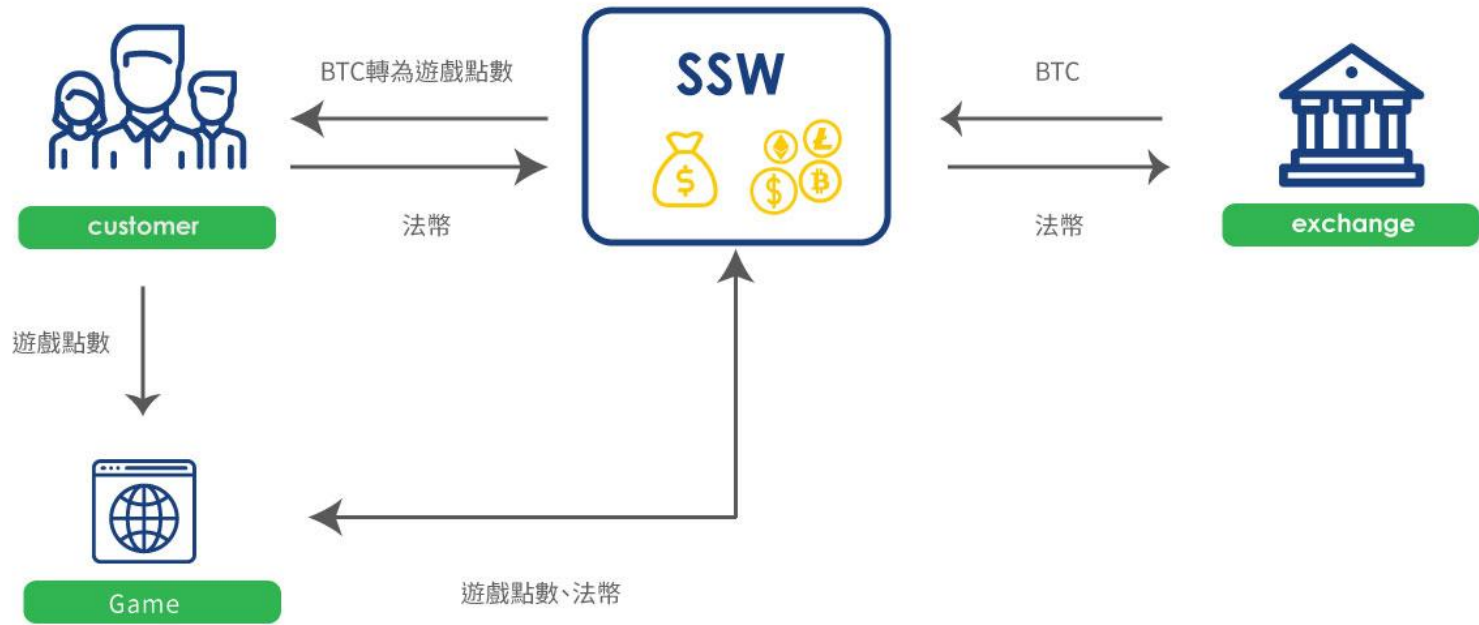 SSW
BTC轉為遊戲點數
BTC
customer
法幣
法幣
exchange
遊戲點數
Game
遊戲點數、法幣